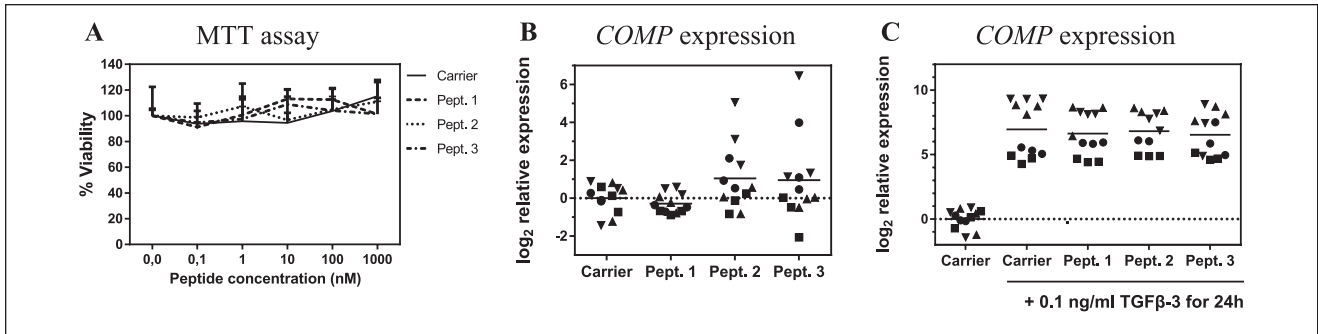 A MTT assay
% Viability
140
120
100
80
60
40
20
0
0,0 0,1 1 10 100 1000
Peptide concentration (nM)
Carrier
Pept. 1
Pept. 2
Pept. 3
B COMP expression
log2 relative expression
6
4
2
0
-2
Carrier Pept. 1 Pept. 2 Pept. 3
C COMP expression
log2 relative expression
10
5
0
Carrier Carrier Pept. 1 Pept. 2 Pept. 3
+ 0.1 ng/ml TGFβ-3 for 24h